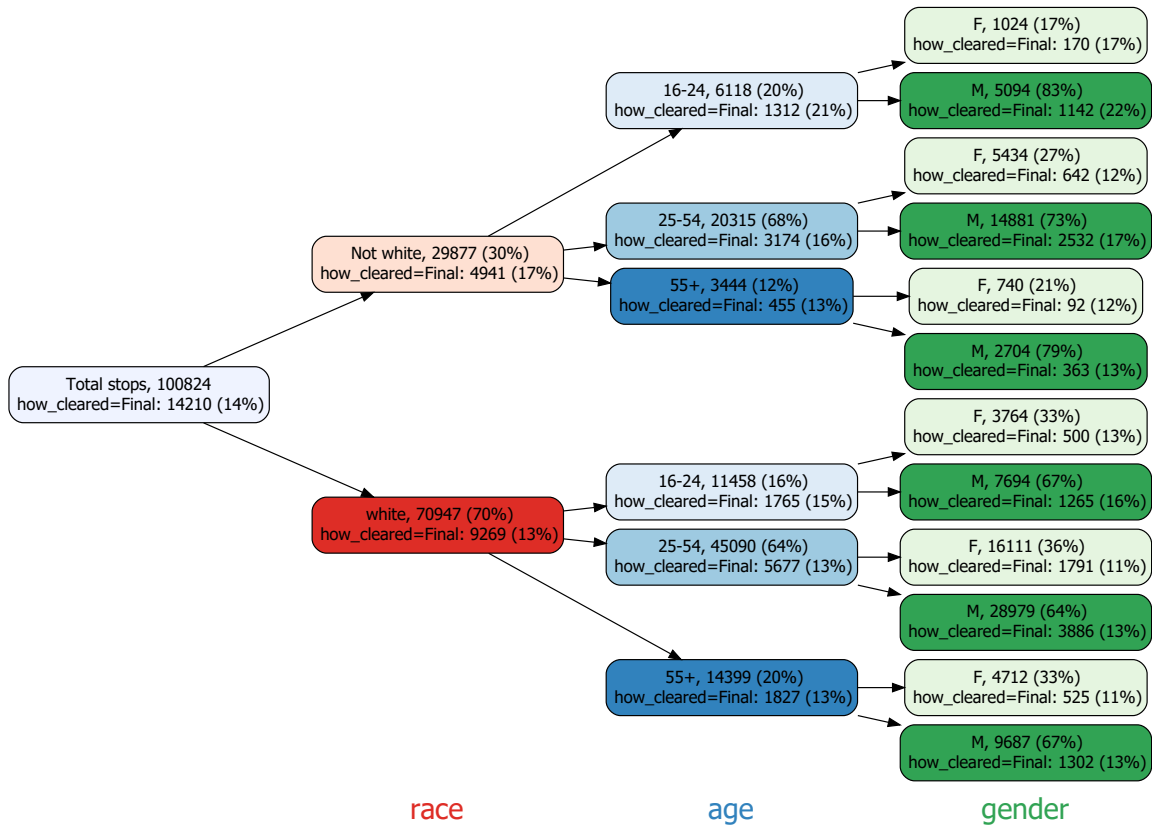 Total stops, 100824
how_cleared=Final: 14210 (14%)
Not white, 29877 (30%)
how_cleared=Final: 4941 (17%)
white, 70947 (70%)
how_cleared=Final: 9269 (13%)
16-24, 6118 (20%)
how_cleared=Final: 1312 (21%)
25-54, 20315 (68%)
how_cleared=Final: 3174 (16%)
55+, 3444 (12%)
how_cleared=Final: 455 (13%)
16-24, 11458 (16%)
how_cleared=Final: 1765 (15%)
25-54, 45090 (64%)
how_cleared=Final: 5677 (13%)
55+, 14399 (20%)
how_cleared=Final: 1827 (13%)
F, 1024 (17%)
how_cleared=Final: 170 (17%)
M, 5094 (83%)
how_cleared=Final: 1142 (22%)
F, 5434 (27%)
how_cleared=Final: 642 (12%)
M, 14881 (73%)
how_cleared=Final: 2532 (17%)
F, 740 (21%)
how_cleared=Final: 92 (12%)
M, 2704 (79%)
how_cleared=Final: 363 (13%)
F, 3764 (33%)
how_cleared=Final: 500 (13%)
M, 7694 (67%)
how_cleared=Final: 1265 (16%)
F, 16111 (36%)
how_cleared=Final: 1791 (11%)
M, 28979 (64%)
how_cleared=Final: 3886 (13%)
F, 4712 (33%)
how_cleared=Final: 525 (11%)
M, 9687 (67%)
how_cleared=Final: 1302 (13%)
race
age
gender